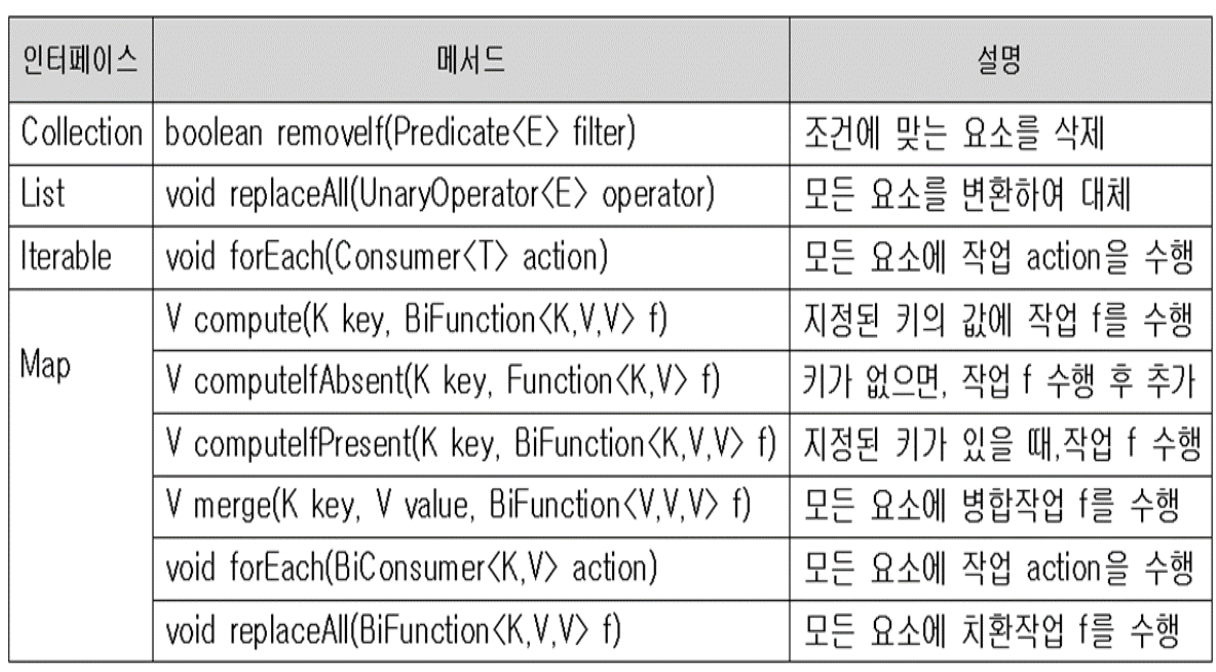 인터페이스 메서드 설명
Collection boolean removeIf(Predicate<E> filter) 조건에 맞는 요소를 삭제
List void replaceAll(UnaryOperator<E> operator) 모든 요소를 변환하여 대체
Iterable void forEach(Consumer<T> action) 모든 요소에 작업 action을 수행
Map
V compute(K key, BiFunction<K,V,V> f) 지정된 키의 값에 작업 f를 수행
V computeIfAbsent(K key, Function<K,V> f) 키가 없으면, 작업 f 수행 후 추가
V computeIfPresent(K key, BiFunction<K,V,V> f) 지정된 키가 있을 때,작업 f 수행
V merge(K key, V value, BiFunction<V,V,V> f) 모든 요소에 병합작업 f를 수행
void forEach(BiConsumer<K,V> action) 모든 요소에 작업 action을 수행
void replaceAll(BiFunction<K,V,V> f) 모든 요소에 치환작업 f를 수행